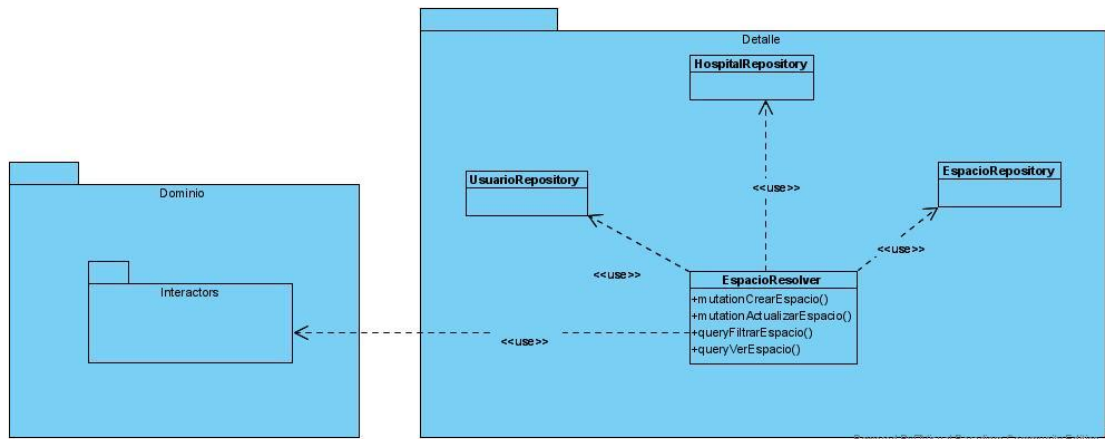 Detalle
HospitalRepository
UsuarioRepository
EspacioRepository
Dominio
<<use>>
<<use>>
<<use>>
Interactors
EspacioResolver
+mutationCrearEspacio()
+mutationActualizarEspacio()
+queryFiltrarEspacio()
+queryVerEspacio()
<<use>>